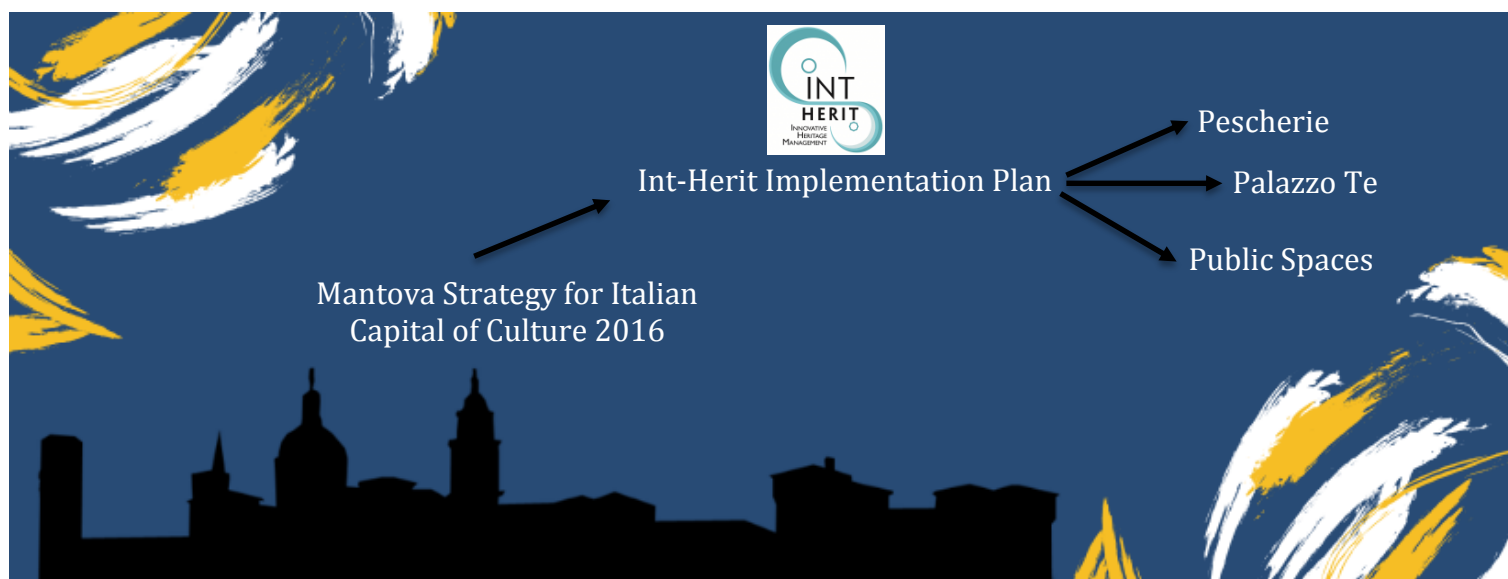 INT
HERIT
INNOVATIVE
HERITAGE
MANAGEMENT
Pescherie
Int-Herit Implementation Plan
Palazzo Te
Public Spaces
Mantova Strategy for Italian
Capital of Culture 2016